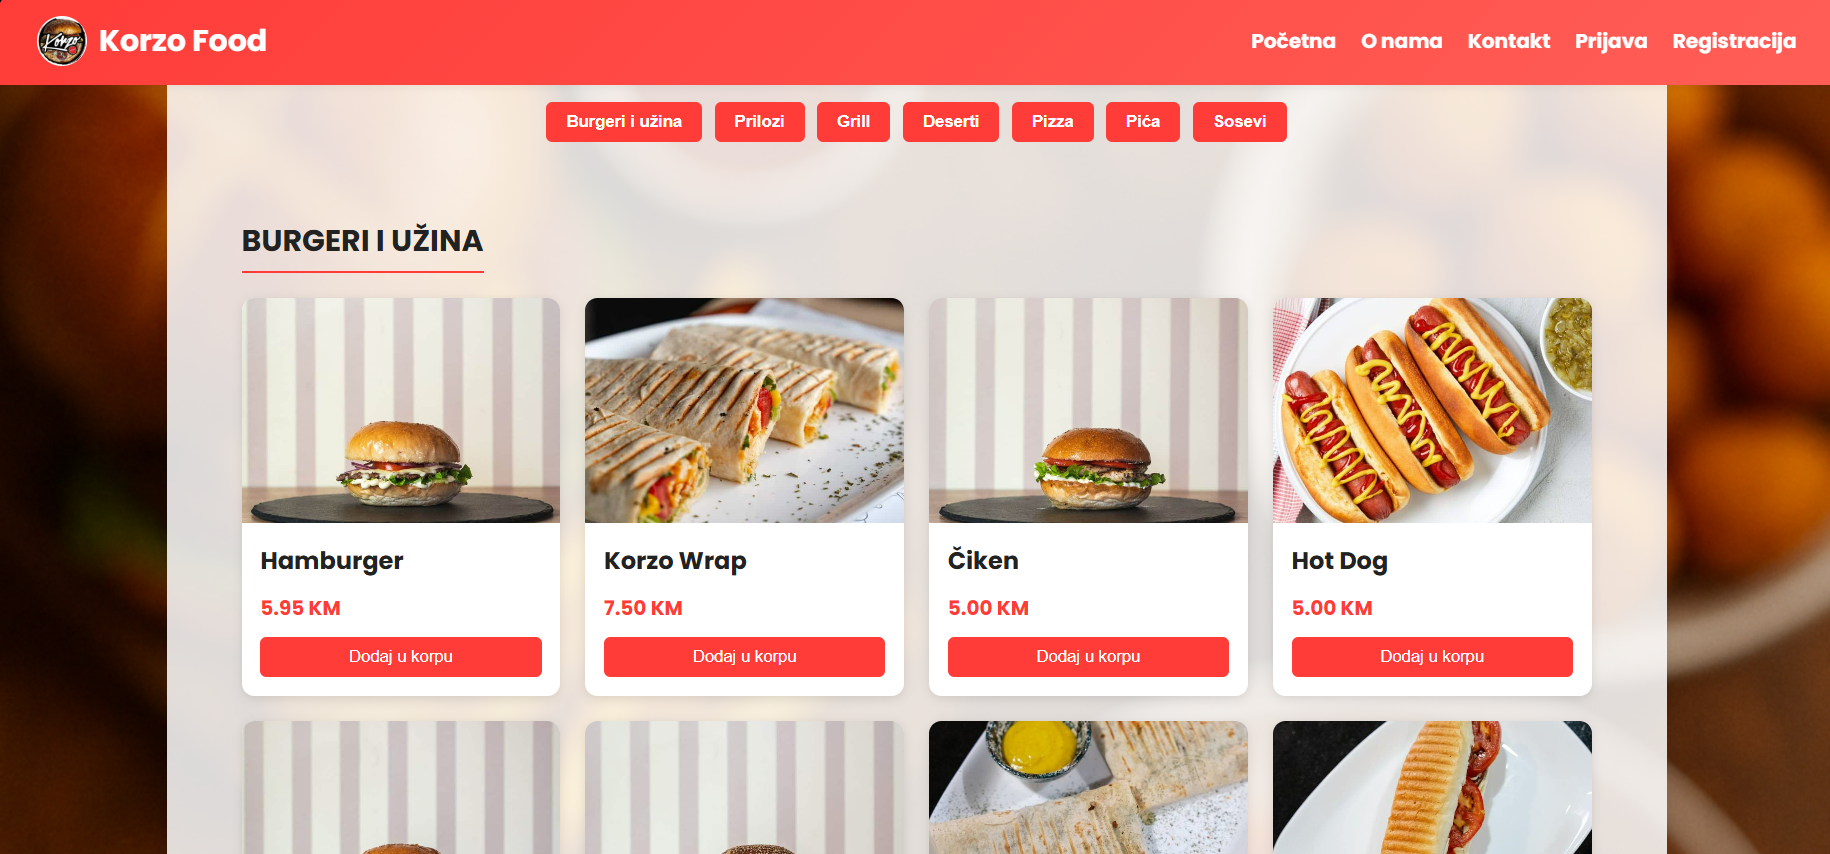 Korzo
Korzo Food
Početna O nama Kontakt Prijava Registracija
Burgeri i užina Prilozi Grill Deserti Pizza Pića Sosevi
BURGERI I UŽINA
Hamburger
5.95 KM
Dodaj u korpu
Korzo Wrap
7.50 KM
Dodaj u korpu
Čiken
5.00 KM
Dodaj u korpu
Hot Dog
5.00 KM
Dodaj u korpu